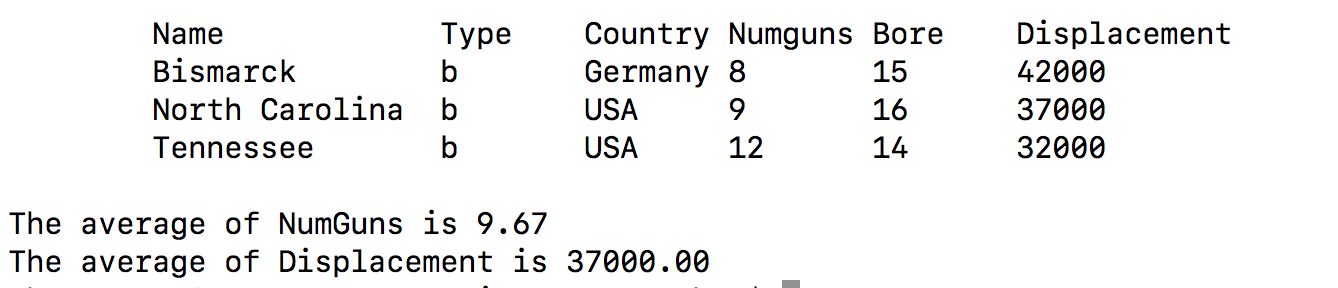 Name Type Country Numguns Bore Displacement
Bismarck b Germany 8 15 42000
North Carolina b USA 9 16 37000
Tennessee b USA 12 14 32000
The average of NumGuns is 9.67
The average of Displacement is 37000.00